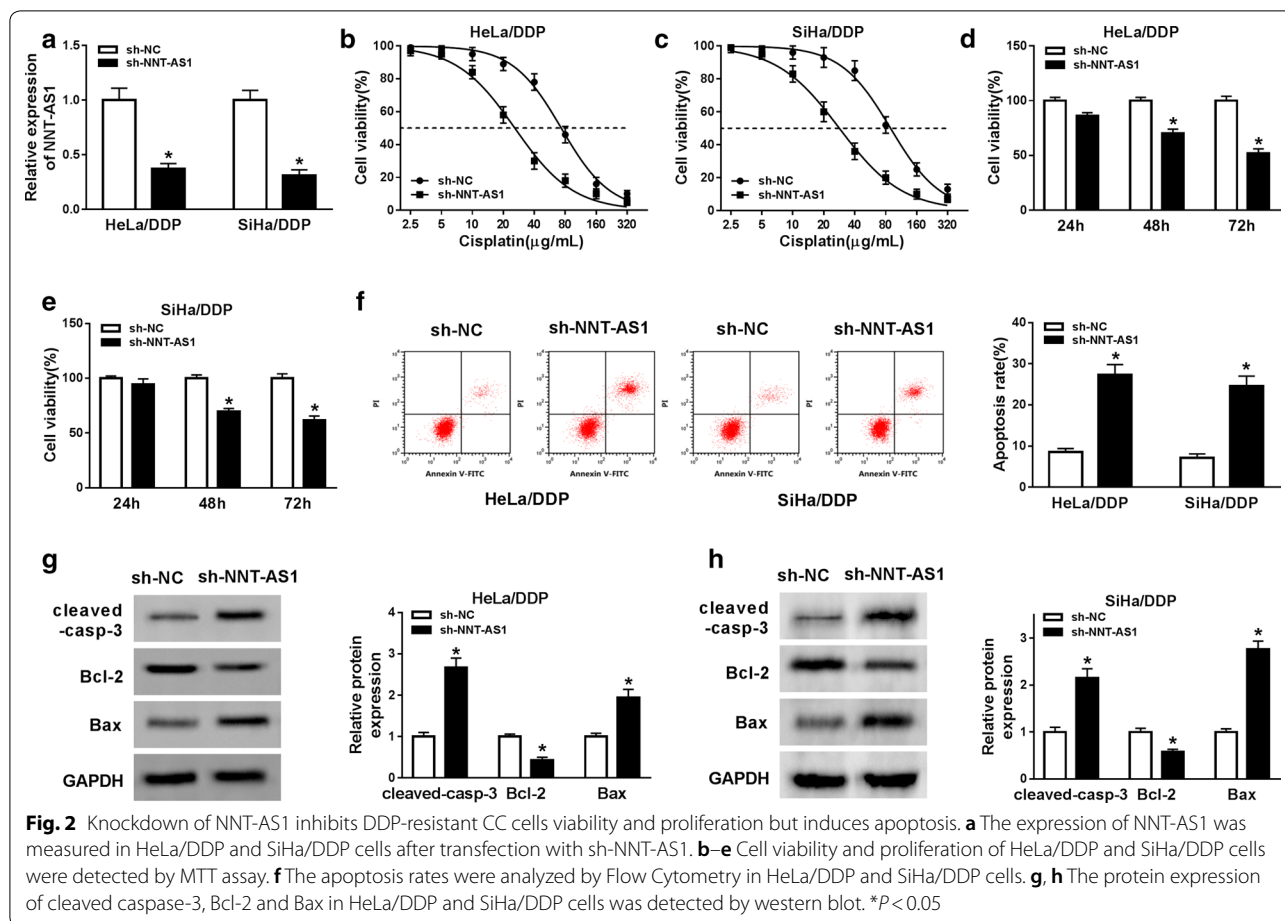 a
sh-NC
sh-NNT-AS1
Relative expression
of NNT-AS1
1.5
1.0
0.5
0.0
HeLa/DDP SiHa/DDP
b
HeLa/DDP
Cell viability(%)
100
80
60
40
20
0
sh-NC
sh-NNT-AS1
2.5 5 10 20 40 80 160 320
Cisplatin(μg/mL)
c
SiHa/DDP
Cell viability(%)
100
80
60
40
20
0
sh-NC
sh-NNT-AS1
2.5 5 10 20 40 80 160 320
Cisplatin(μg/mL)
d
HeLa/DDP
sh-NC
sh-NNT-AS1
Cell viability(%)
150
100
50
0
* *
24h 48h 72h
e
SiHa/DDP
sh-NC
sh-NNT-AS1
Cell viability(%)
150
100
50
0
* *
24h 48h 72h
f
sh-NC sh-NNT-AS1 sh-NC sh-NNT-AS1
PI PI PI PI
10⁰ 10¹ 10² 10³ 10⁴
Annexin V-FITC Annexin V-FITC Annexin V-FITC Annexin V-FITC
HeLa/DDP SiHa/DDP
sh-NC
sh-NNT-AS1
Apoptosis rate(%)
40
30
20
10
0
* *
HeLa/DDP SiHa/DDP
g
sh-NC sh-NNT-AS1
cleaved
-casp-3
Bcl-2
Bax
GAPDH
HeLa/DDP
sh-NC
sh-NNT-AS1
Relative protein
expression
4
3
2
1
0
* * *
cleaved-casp-3 Bcl-2 Bax
h
sh-NC sh-NNT-AS1
cleaved
-casp-3
Bcl-2
Bax
GAPDH
SiHa/DDP
sh-NC
sh-NNT-AS1
Relative protein
expression
3
2
1
0
* * *
cleaved-casp-3 Bcl-2 Bax
Fig. 2 Knockdown of NNT-AS1 inhibits DDP-resistant CC cells viability and proliferation but induces apoptosis. a The expression of NNT-AS1 was
measured in HeLa/DDP and SiHa/DDP cells after transfection with sh-NNT-AS1. b–e Cell viability and proliferation of HeLa/DDP and SiHa/DDP cells
were detected by MTT assay. f The apoptosis rates were analyzed by Flow Cytometry in HeLa/DDP and SiHa/DDP cells. g, h The protein expression
of cleaved caspase-3, Bcl-2 and Bax in HeLa/DDP and SiHa/DDP cells was detected by western blot. *P < 0.05